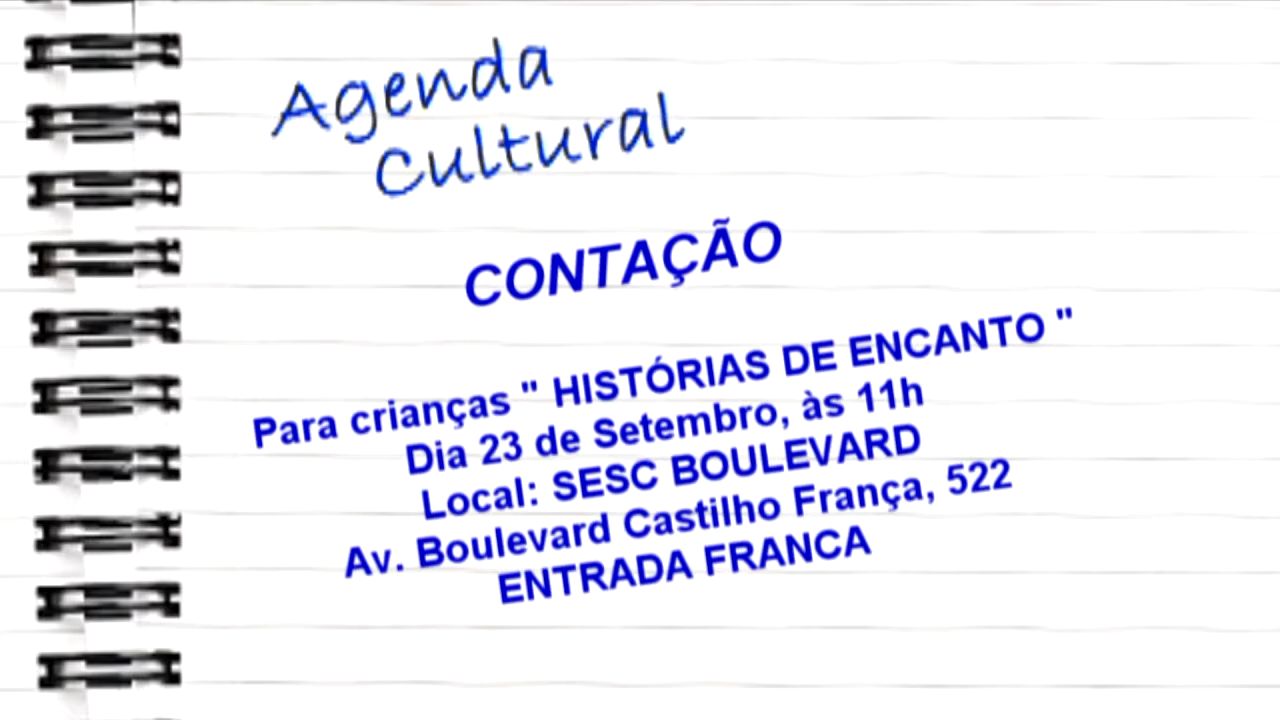 Agenda
Cultural
CONTAÇÃO
Para crianças " HISTÓRIAS DE ENCANTO "
Dia 23 de Setembro, às 11h
Local: SESC BOULEVARD
Av. Boulevard Castilho França, 522
ENTRADA FRANCA